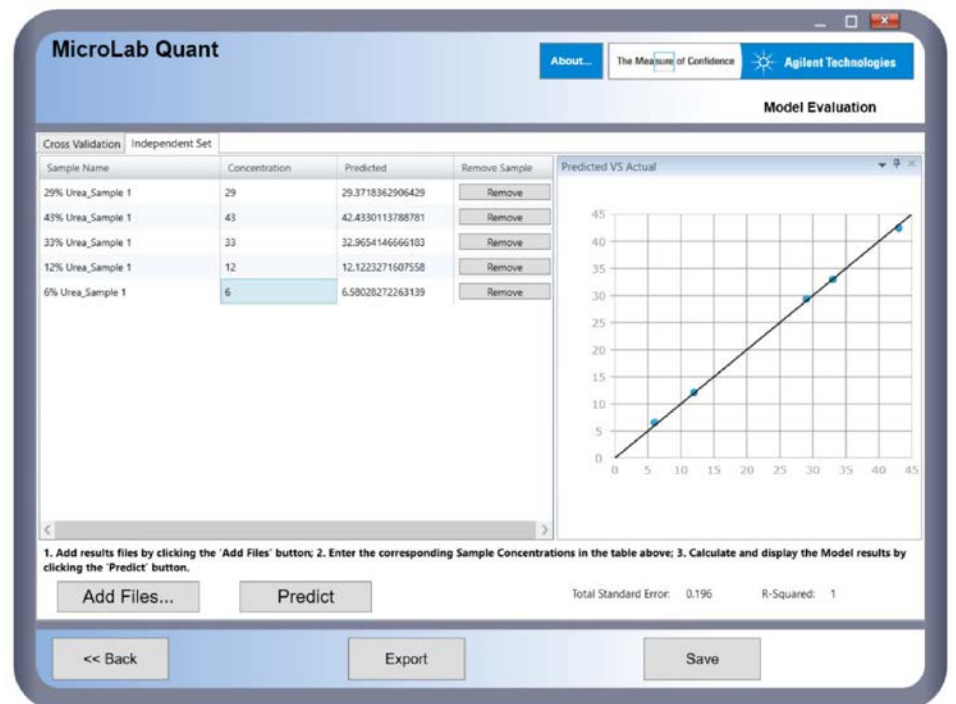 MicroLab Quant
About...
The Measure of Confidence
Agilent Technologies
Model Evaluation
Cross Validation Independent Set
Sample Name Concentration Predicted Remove Sample
29% Urea_Sample 1 29 29.3718362906429 Remove
43% Urea_Sample 1 43 42.4330113788781 Remove
33% Urea_Sample 1 33 32.9654146666183 Remove
12% Urea_Sample 1 12 12.1223271607558 Remove
6% Urea_Sample 1 6 6.58028272263139 Remove
Predicted VS Actual
45
40
35
30
25
20
15
10
5
0
0 5 10 15 20 25 30 35 40 45
1. Add results files by clicking the 'Add Files' button; 2. Enter the corresponding Sample Concentrations in the table above; 3. Calculate and display the Model results by
clicking the 'Predict' button.
Add Files... Predict Total Standard Error: 0.196 R-Squared: 1
<< Back Export Save